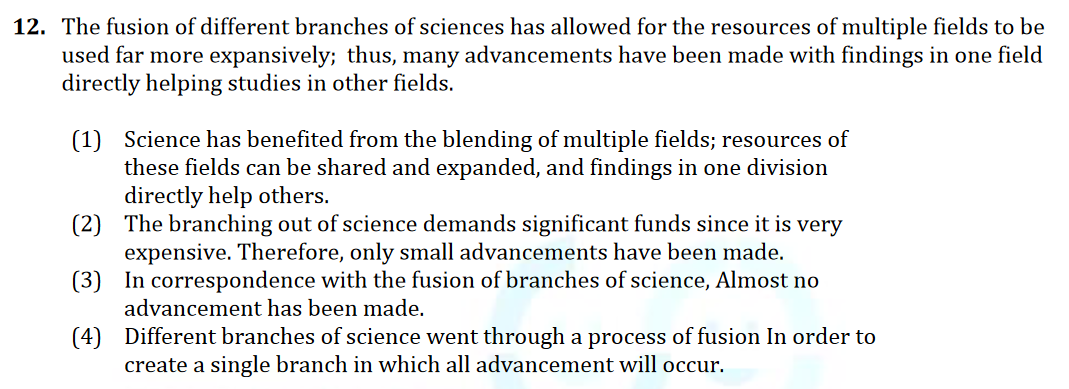 12. The fusion of different branches of sciences has allowed for the resources of multiple fields to be
used far more expansively; thus, many advancements have been made with findings in one field
directly helping studies in other fields.
(1) Science has benefited from the blending of multiple fields; resources of
these fields can be shared and expanded, and findings in one division
directly help others.
(2) The branching out of science demands significant funds since it is very
expensive. Therefore, only small advancements have been made.
(3) In correspondence with the fusion of branches of science, Almost no
advancement has been made.
(4) Different branches of science went through a process of fusion In order to
create a single branch in which all advancement will occur.